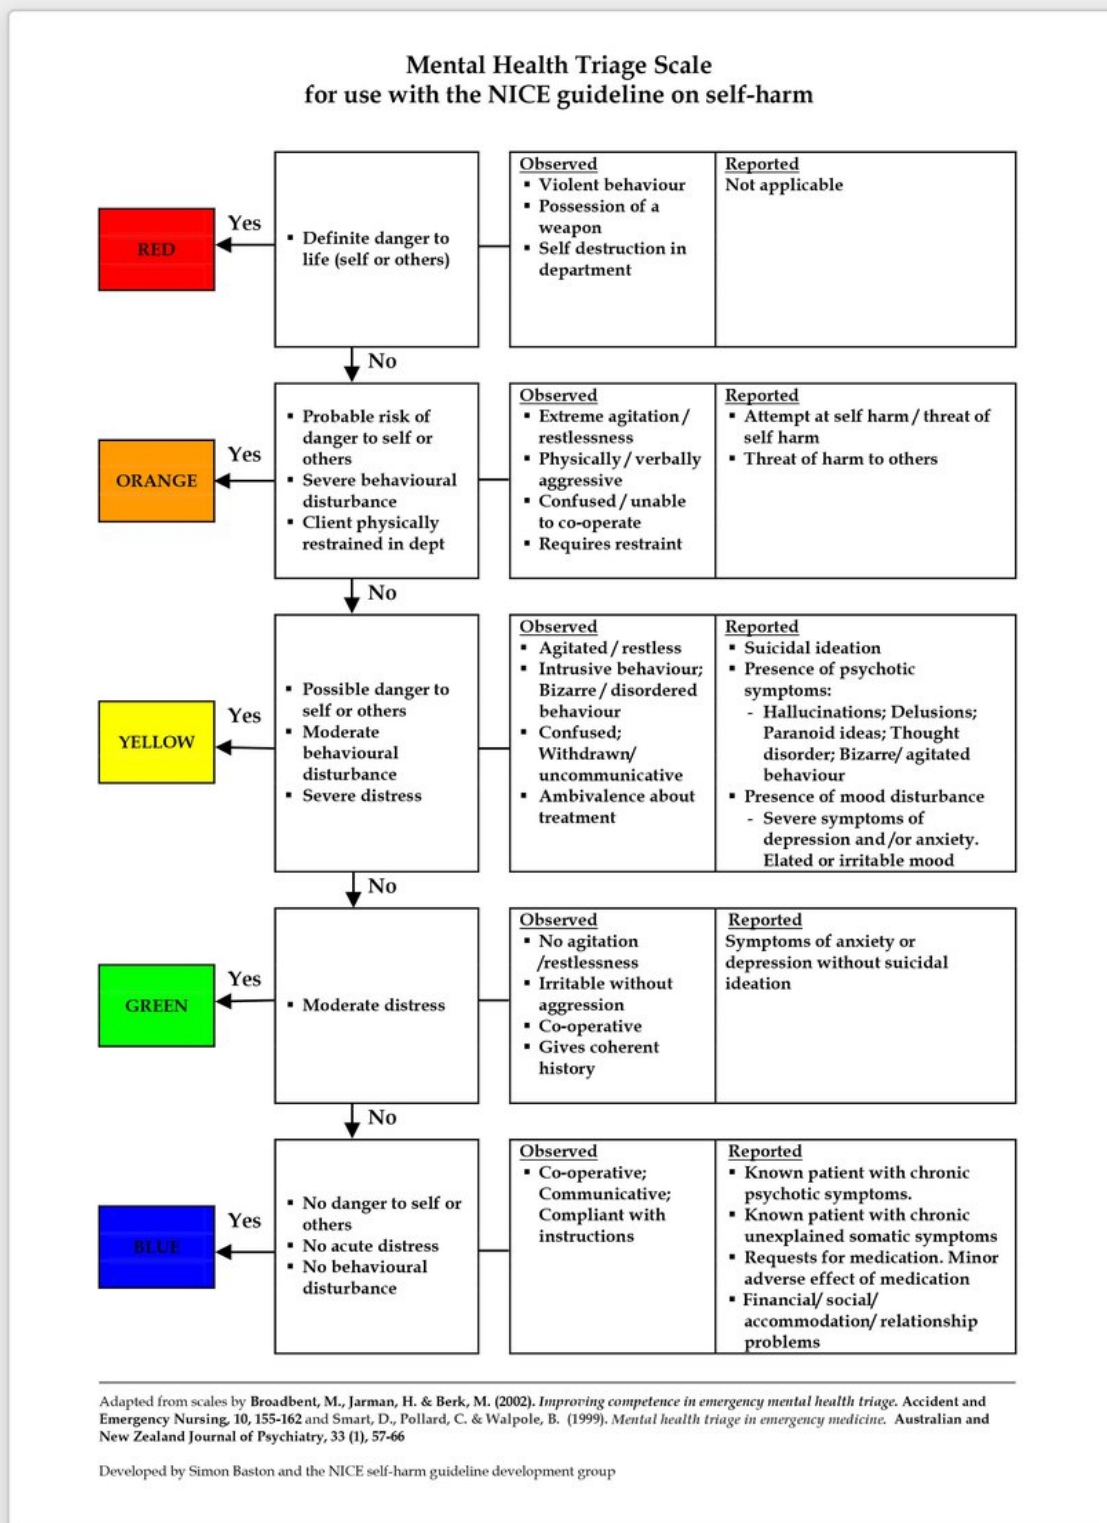 Mental Health Triage Scale
for use with the NICE guideline on self-harm
RED
Yes
▪ Definite danger to
life (self or others)
Observed
▪ Violent behaviour
▪ Possession of a
weapon
▪ Self destruction in
department
Reported
Not applicable
No
ORANGE
Yes
▪ Probable risk of
danger to self or
others
▪ Severe behavioural
disturbance
▪ Client physically
restrained in dept
Observed
▪ Extreme agitation/
restlessness
▪ Physically/verbally
aggressive
▪ Confused/unable
to co-operate
▪ Requires restraint
Reported
▪ Attempt at self harm/threat of
self harm
▪ Threat of harm to others
No
YELLOW
Yes
▪ Possible danger to
self or others
▪ Moderate
behavioural
disturbance
▪ Severe distress
Observed
▪ Agitated/restless
▪ Intrusive behaviour;
Bizarre/disordered
behaviour
▪ Confused;
Withdrawn/
uncommunicative
▪ Ambivalence about
treatment
Reported
▪ Suicidal ideation
▪ Presence of psychotic
symptoms:
- Hallucinations; Delusions;
Paranoid ideas; Thought
disorder; Bizarre/ agitated
behaviour
▪ Presence of mood disturbance
- Severe symptoms of
depression and/or anxiety.
Elated or irritable mood
No
GREEN
Yes
▪ Moderate distress
Observed
▪ No agitation
/restlessness
▪ Irritable without
aggression
▪ Co-operative
▪ Gives coherent
history
Reported
Symptoms of anxiety or
depression without suicidal
ideation
No
BLUE
Yes
▪ No danger to self or
others
▪ No acute distress
▪ No behavioural
disturbance
Observed
▪ Co-operative;
Communicative;
Compliant with
instructions
Reported
▪ Known patient with chronic
psychotic symptoms.
▪ Known patient with chronic
unexplained somatic symptoms
▪ Requests for medication. Minor
adverse effect of medication
▪ Financial/ social/
accommodation/ relationship
problems
Adapted from scales by Broadbent, M., Jarman, H. & Berk, M. (2002). Improving competence in emergency mental health triage. Accident and
Emergency Nursing, 10, 155-162 and Smart, D., Pollard, C. & Walpole, B. (1999). Mental health triage in emergency medicine. Australian and
New Zealand Journal of Psychiatry, 33 (1), 57-66
Developed by Simon Baston and the NICE self-harm guideline development group